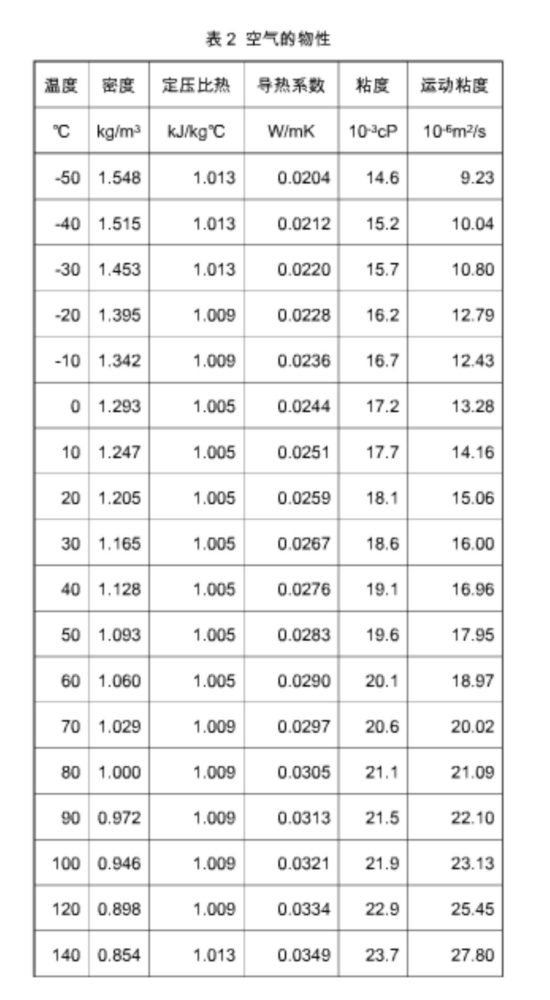 表 2 空气的物性
温度 密度 定压比热 导热系数 粘度 运动粘度
℃ kg/m³ kJ/kg℃ W/mK 10⁻³cP 10⁻⁶m²/s
-50 1.548 1.013 0.0204 14.6 9.23
-40 1.515 1.013 0.0212 15.2 10.04
-30 1.453 1.013 0.0220 15.7 10.80
-20 1.395 1.009 0.0228 16.2 12.79
-10 1.342 1.009 0.0236 16.7 12.43
0 1.293 1.005 0.0244 17.2 13.28
10 1.247 1.005 0.0251 17.7 14.16
20 1.205 1.005 0.0259 18.1 15.06
30 1.165 1.005 0.0267 18.6 16.00
40 1.128 1.005 0.0276 19.1 16.96
50 1.093 1.005 0.0283 19.6 17.95
60 1.060 1.005 0.0290 20.1 18.97
70 1.029 1.009 0.0297 20.6 20.02
80 1.000 1.009 0.0305 21.1 21.09
90 0.972 1.009 0.0313 21.5 22.10
100 0.946 1.009 0.0321 21.9 23.13
120 0.898 1.009 0.0334 22.9 25.45
140 0.854 1.013 0.0349 23.7 27.80